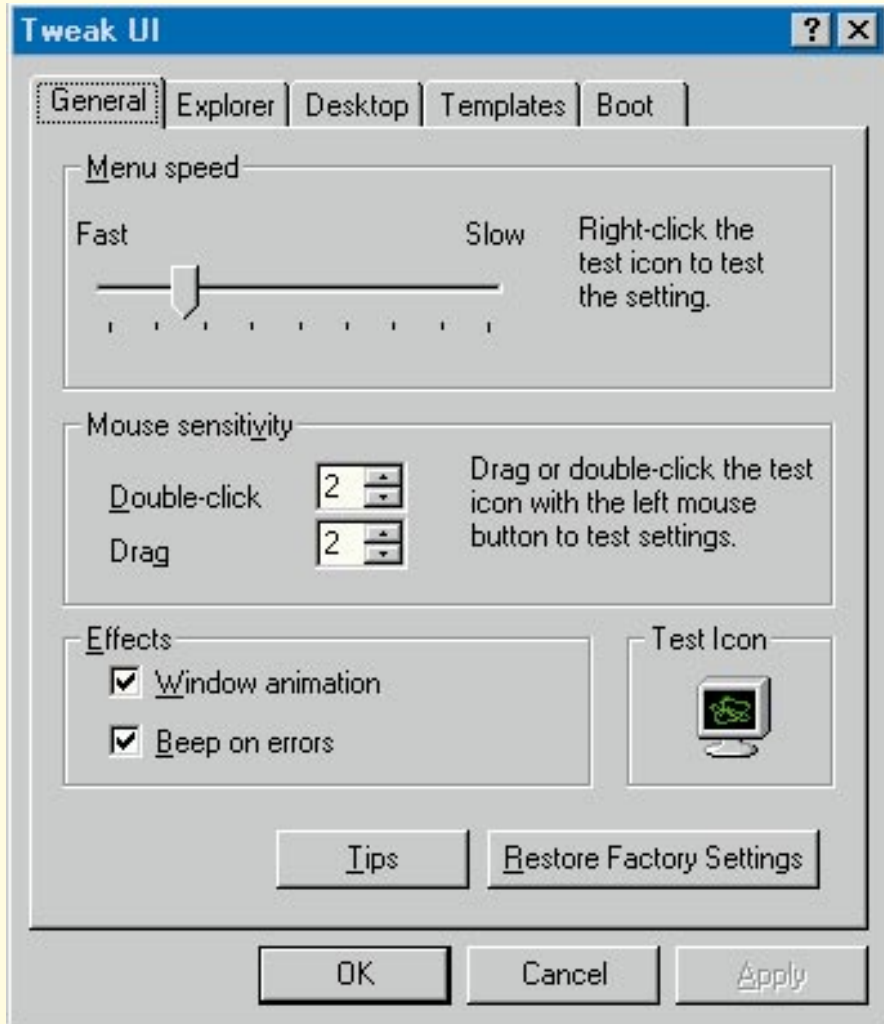 Tweak UI
General
Explorer
Desktop
Templates
Boot
Menu speed
Fast
Slow
Right-click the
test icon to test
the setting.
Mouse sensitivity
Double-click
2
Drag
2
Drag or double-click the test
icon with the left mouse
button to test settings.
Effects
Window animation
Beep on errors
Test Icon
Tips
Restore Factory Settings
OK
Cancel
Apply